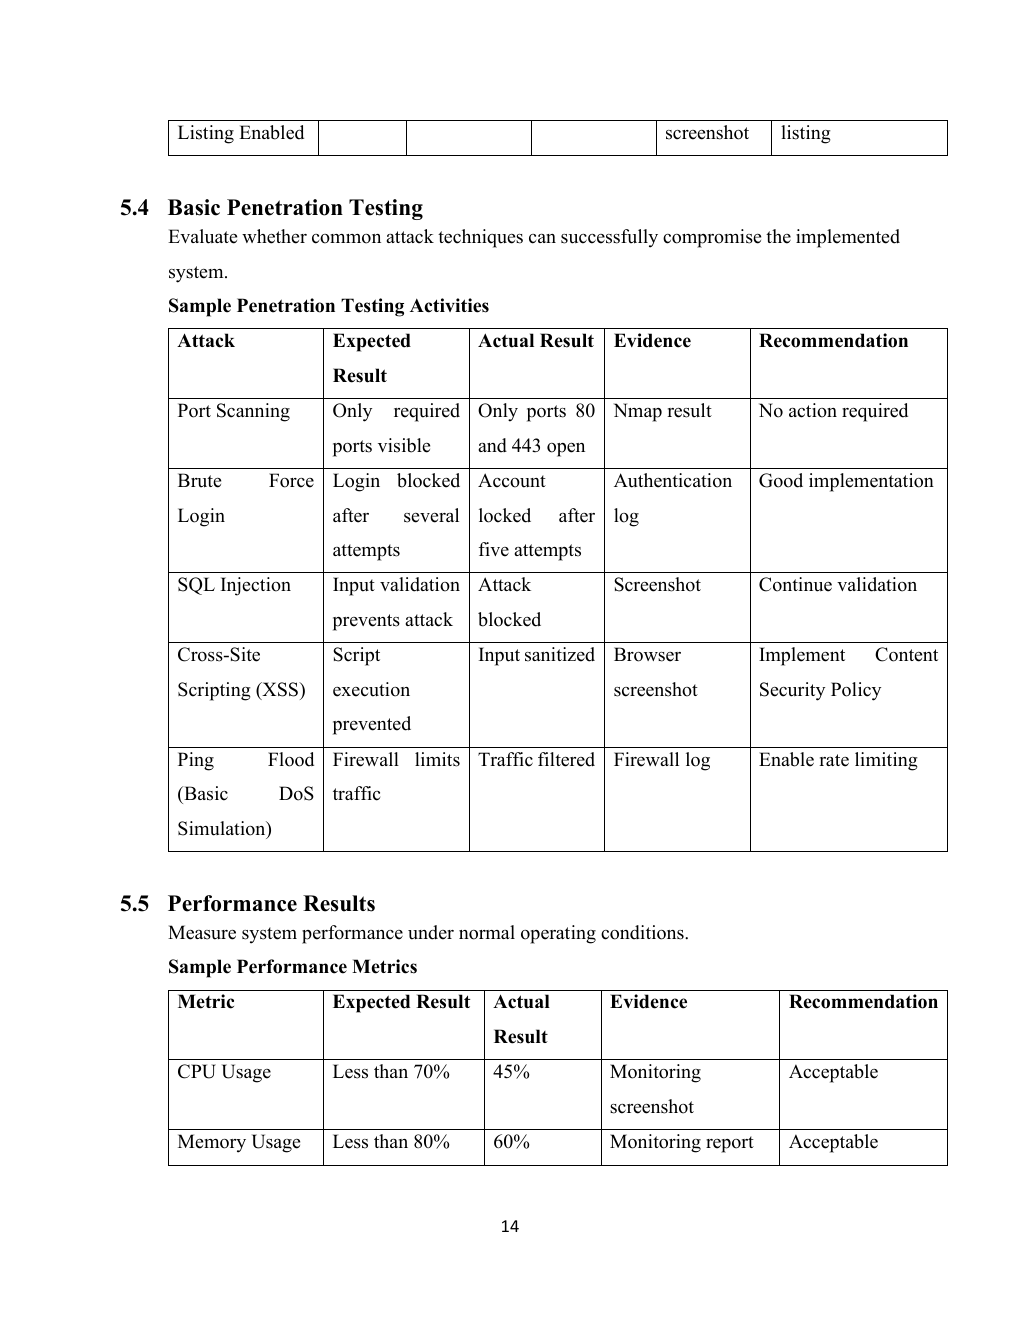 Listing Enabled screenshot listing
5.4 Basic Penetration Testing
Evaluate whether common attack techniques can successfully compromise the implemented
system.
Sample Penetration Testing Activities
Attack Expected Actual Result Evidence Recommendation
Result
Port Scanning Only required Only ports 80 Nmap result No action required
ports visible and 443 open
Brute Force Login blocked Account Authentication Good implementation
Login after several locked after log
attempts five attempts
SQL Injection Input validation Attack Screenshot Continue validation
prevents attack blocked
Cross-Site Script Input sanitized Browser Implement Content
Scripting (XSS) execution screenshot Security Policy
prevented
Ping Flood Firewall limits Traffic filtered Firewall log Enable rate limiting
(Basic DoS traffic
Simulation)
5.5 Performance Results
Measure system performance under normal operating conditions.
Sample Performance Metrics
Metric Expected Result Actual Evidence Recommendation
Result
CPU Usage Less than 70% 45% Monitoring Acceptable
screenshot
Memory Usage Less than 80% 60% Monitoring report Acceptable
14